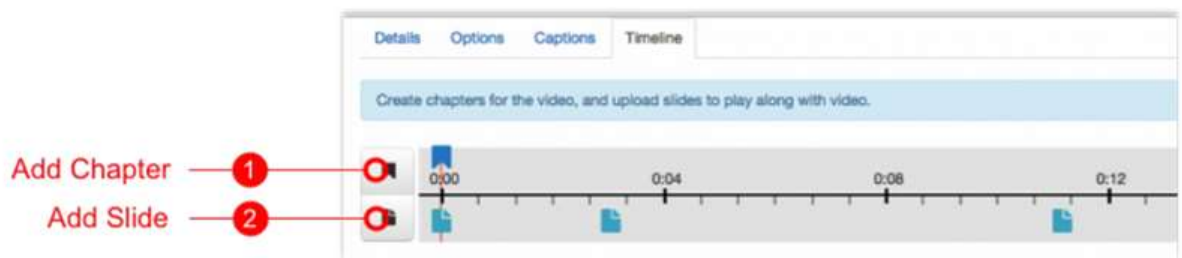 Details Options Captions Timeline
Create chapters for the video, and upload slides to play along with video.
Add Chapter 1
0:00 0:04 0:08 0:12
Add Slide 2